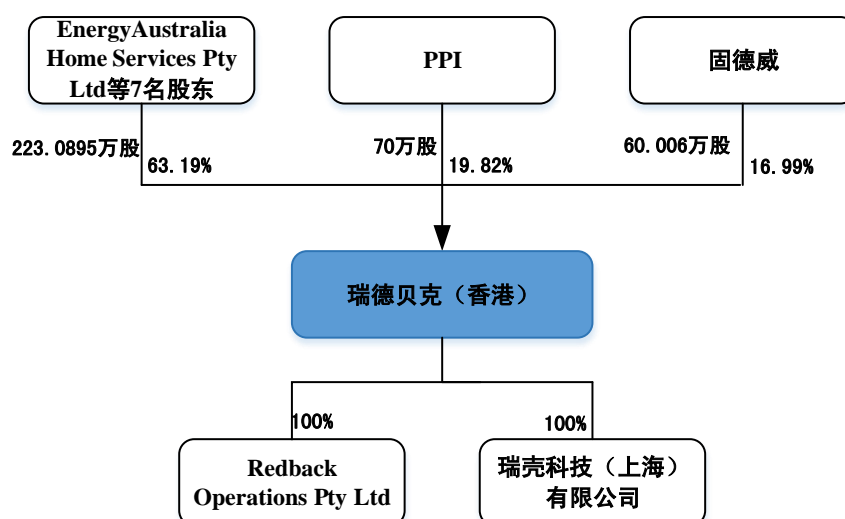 EnergyAustralia
Home Services Pty
Ltd等7名股东
PPI
固德威
223.0895万股
63.19%
70万股
19.82%
60.006万股
16.99%
瑞德贝克（香港）
100%
100%
Redback
Operations Pty Ltd
瑞壳科技（上海）
有限公司